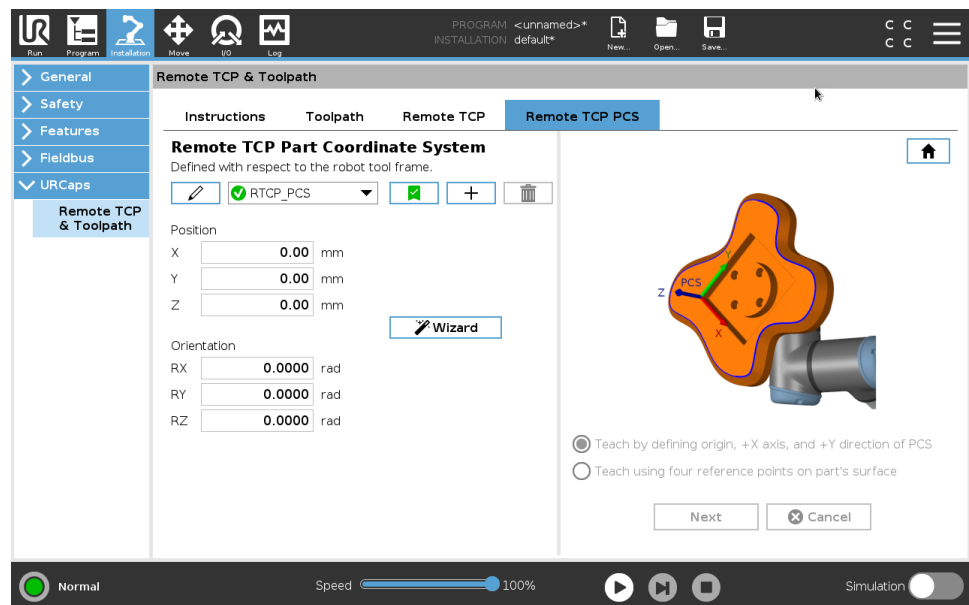 PROGRAM <unnamed>*
INSTALLATION default*
Run Program Installation Move I/O Log New... Open... Save...
C C
C C
General
Safety
Features
Fieldbus
URCaps
Remote TCP
& Toolpath
Remote TCP & Toolpath
Instructions Toolpath Remote TCP Remote TCP PCS
Remote TCP Part Coordinate System
Defined with respect to the robot tool frame.
RTCP_PCS
Position
X 0.00 mm
Y 0.00 mm
Z 0.00 mm
Wizard
Orientation
RX 0.0000 rad
RY 0.0000 rad
RZ 0.0000 rad
Y
PCS
Z
X
Teach by defining origin, +X axis, and +Y direction of PCS
Teach using four reference points on part's surface
Next Cancel
Normal Speed 100% Simulation